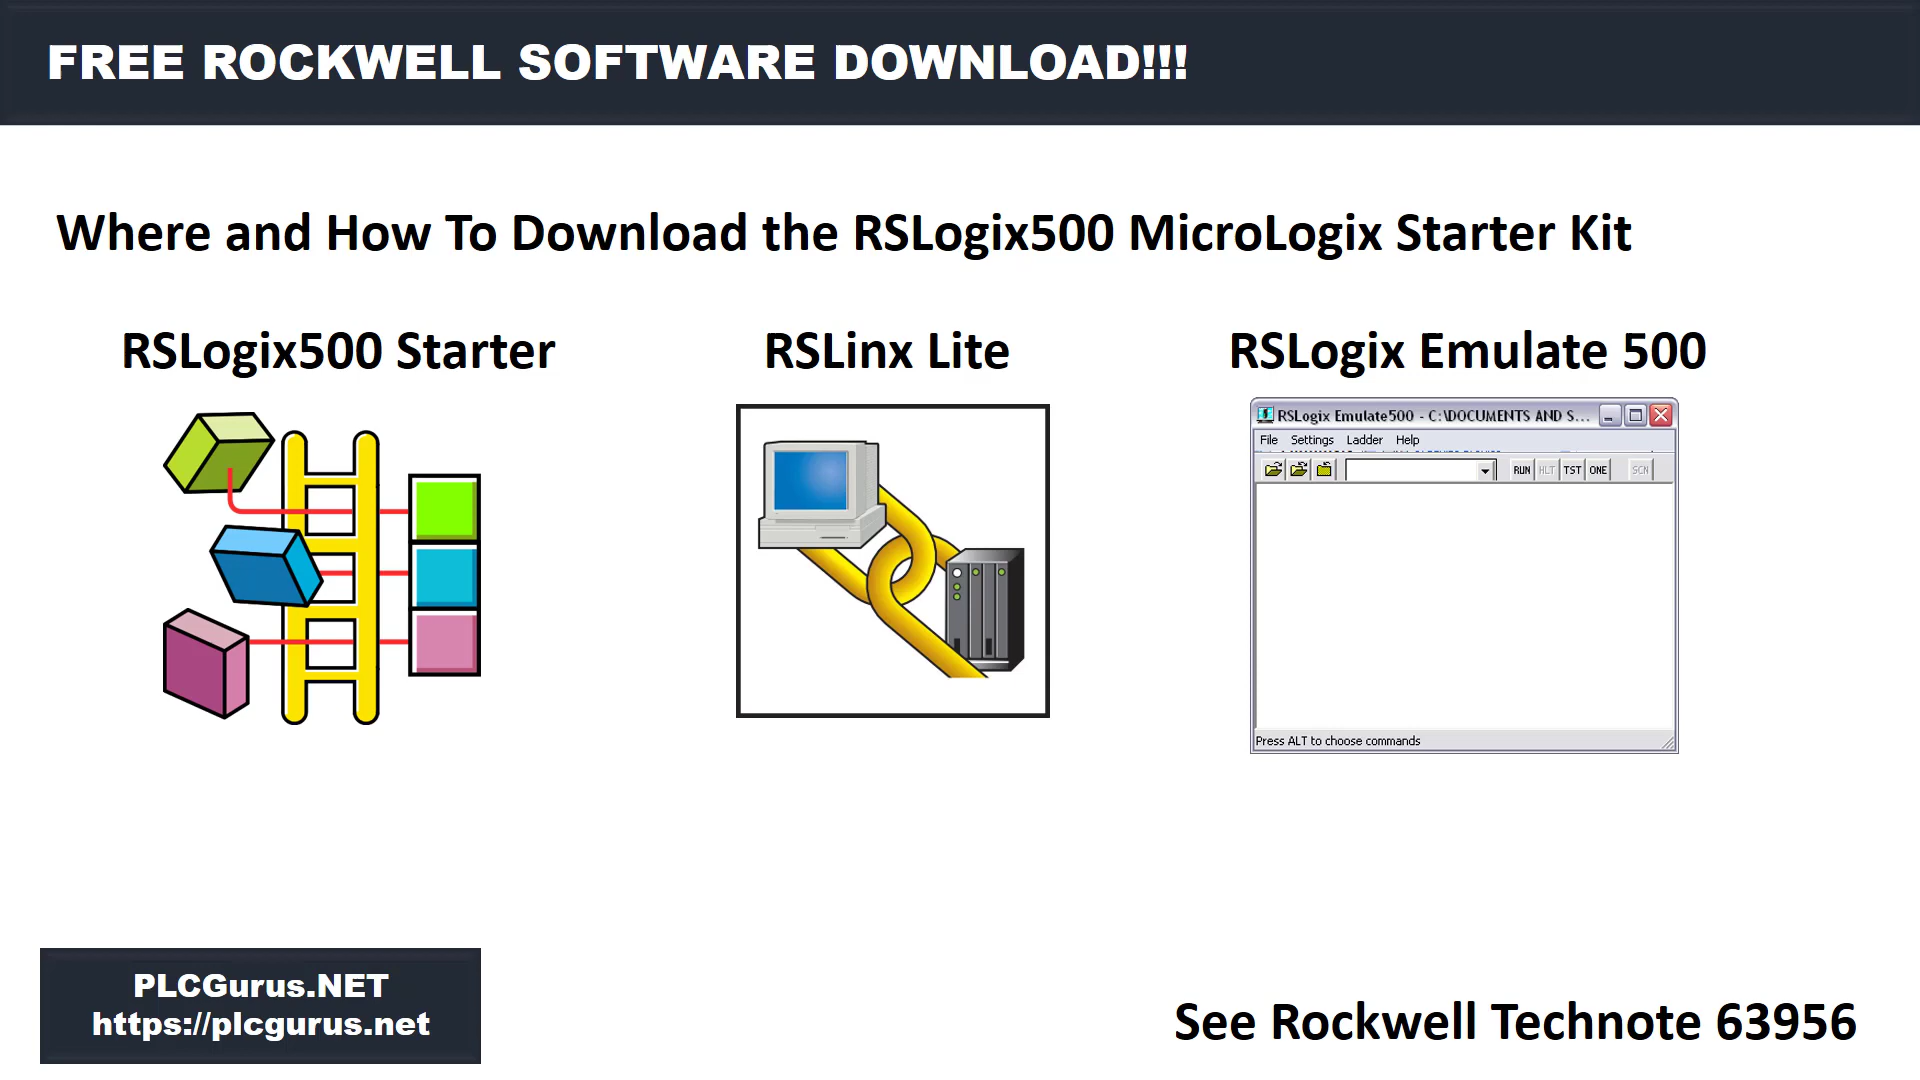 FREE ROCKWELL SOFTWARE DOWNLOAD!!!
Where and How To Download the RSLogix500 MicroLogix Starter Kit
RSLogix500 Starter
RSLinx Lite
RSLogix Emulate 500
RSLogix Emulate500 - C:\DOCUMENTS AND S...
File Settings Ladder Help
RUN HLT TST ONE SCN
Press ALT to choose commands
PLCGurus.NET
https://plcgurus.net
See Rockwell Technote 63956